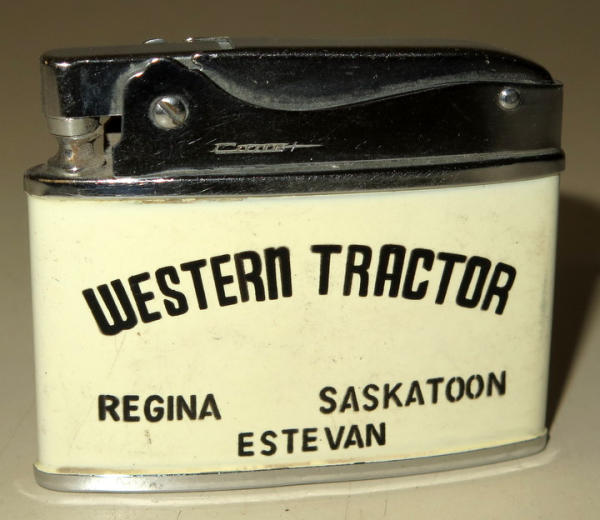 WESTERN TRACTOR
REGINA SASKATOON
ESTEVAN